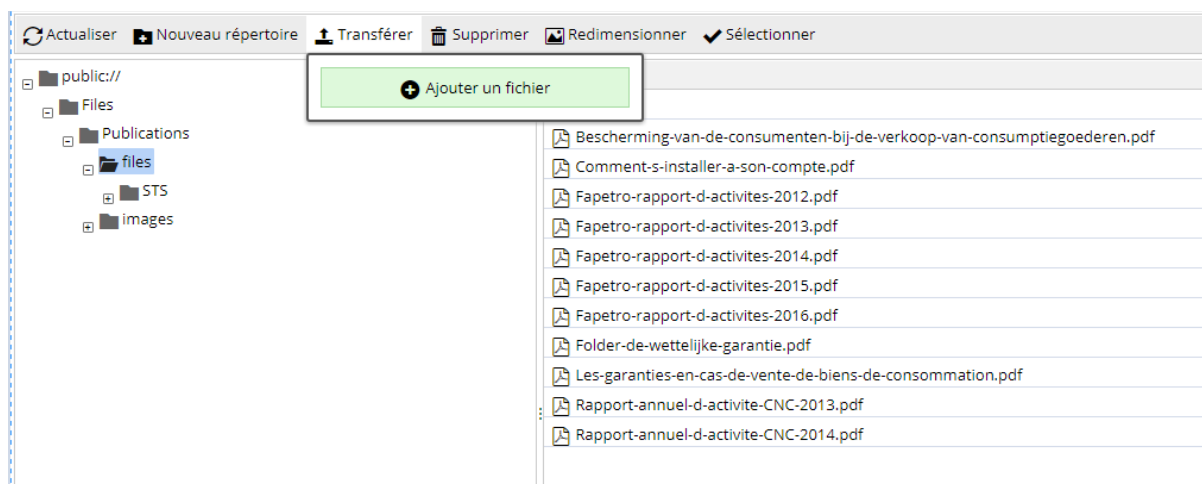 Actualiser Nouveau répertoire Transférer Supprimer Redimensionner Sélectionner
Ajouter un fichier
public://
Files
Publications
files
STS
images
Bescherming-van-de-consumenten-bij-de-verkoop-van-consumptiegoederen.pdf
Comment-s-installer-a-son-compte.pdf
Fapetro-rapport-d-activites-2012.pdf
Fapetro-rapport-d-activites-2013.pdf
Fapetro-rapport-d-activites-2014.pdf
Fapetro-rapport-d-activites-2015.pdf
Fapetro-rapport-d-activites-2016.pdf
Folder-de-wettelijke-garantie.pdf
Les-garanties-en-cas-de-vente-de-biens-de-consommation.pdf
Rapport-annuel-d-activite-CNC-2013.pdf
Rapport-annuel-d-activite-CNC-2014.pdf